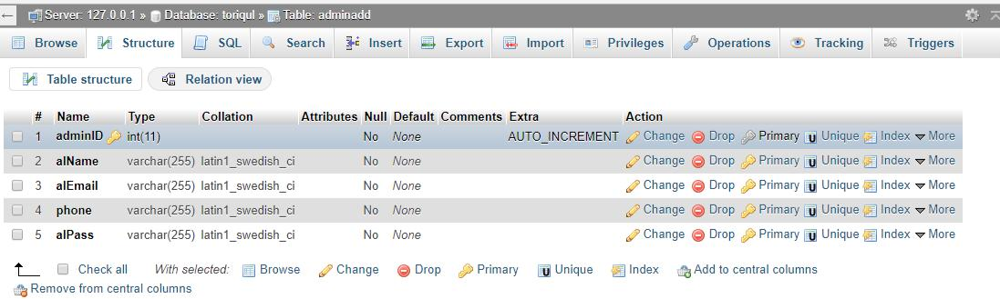 Server: 127.0.0.1 » Database: toriqul » Table: adminadd
Browse Structure SQL Search Insert Export Import Privileges Operations Tracking Triggers
Table structure Relation view
# Name Type Collation Attributes Null Default Comments Extra Action
1 adminID int(11) No None AUTO_INCREMENT Change Drop Primary Unique Index More
2 alName varchar(255) latin1_swedish_ci No None Change Drop Primary Unique Index More
3 alEmail varchar(255) latin1_swedish_ci No None Change Drop Primary Unique Index More
4 phone varchar(255) latin1_swedish_ci No None Change Drop Primary Unique Index More
5 alPass varchar(255) latin1_swedish_ci No None Change Drop Primary Unique Index More
Check all With selected: Browse Change Drop Primary Unique Index Add to central columns
Remove from central columns